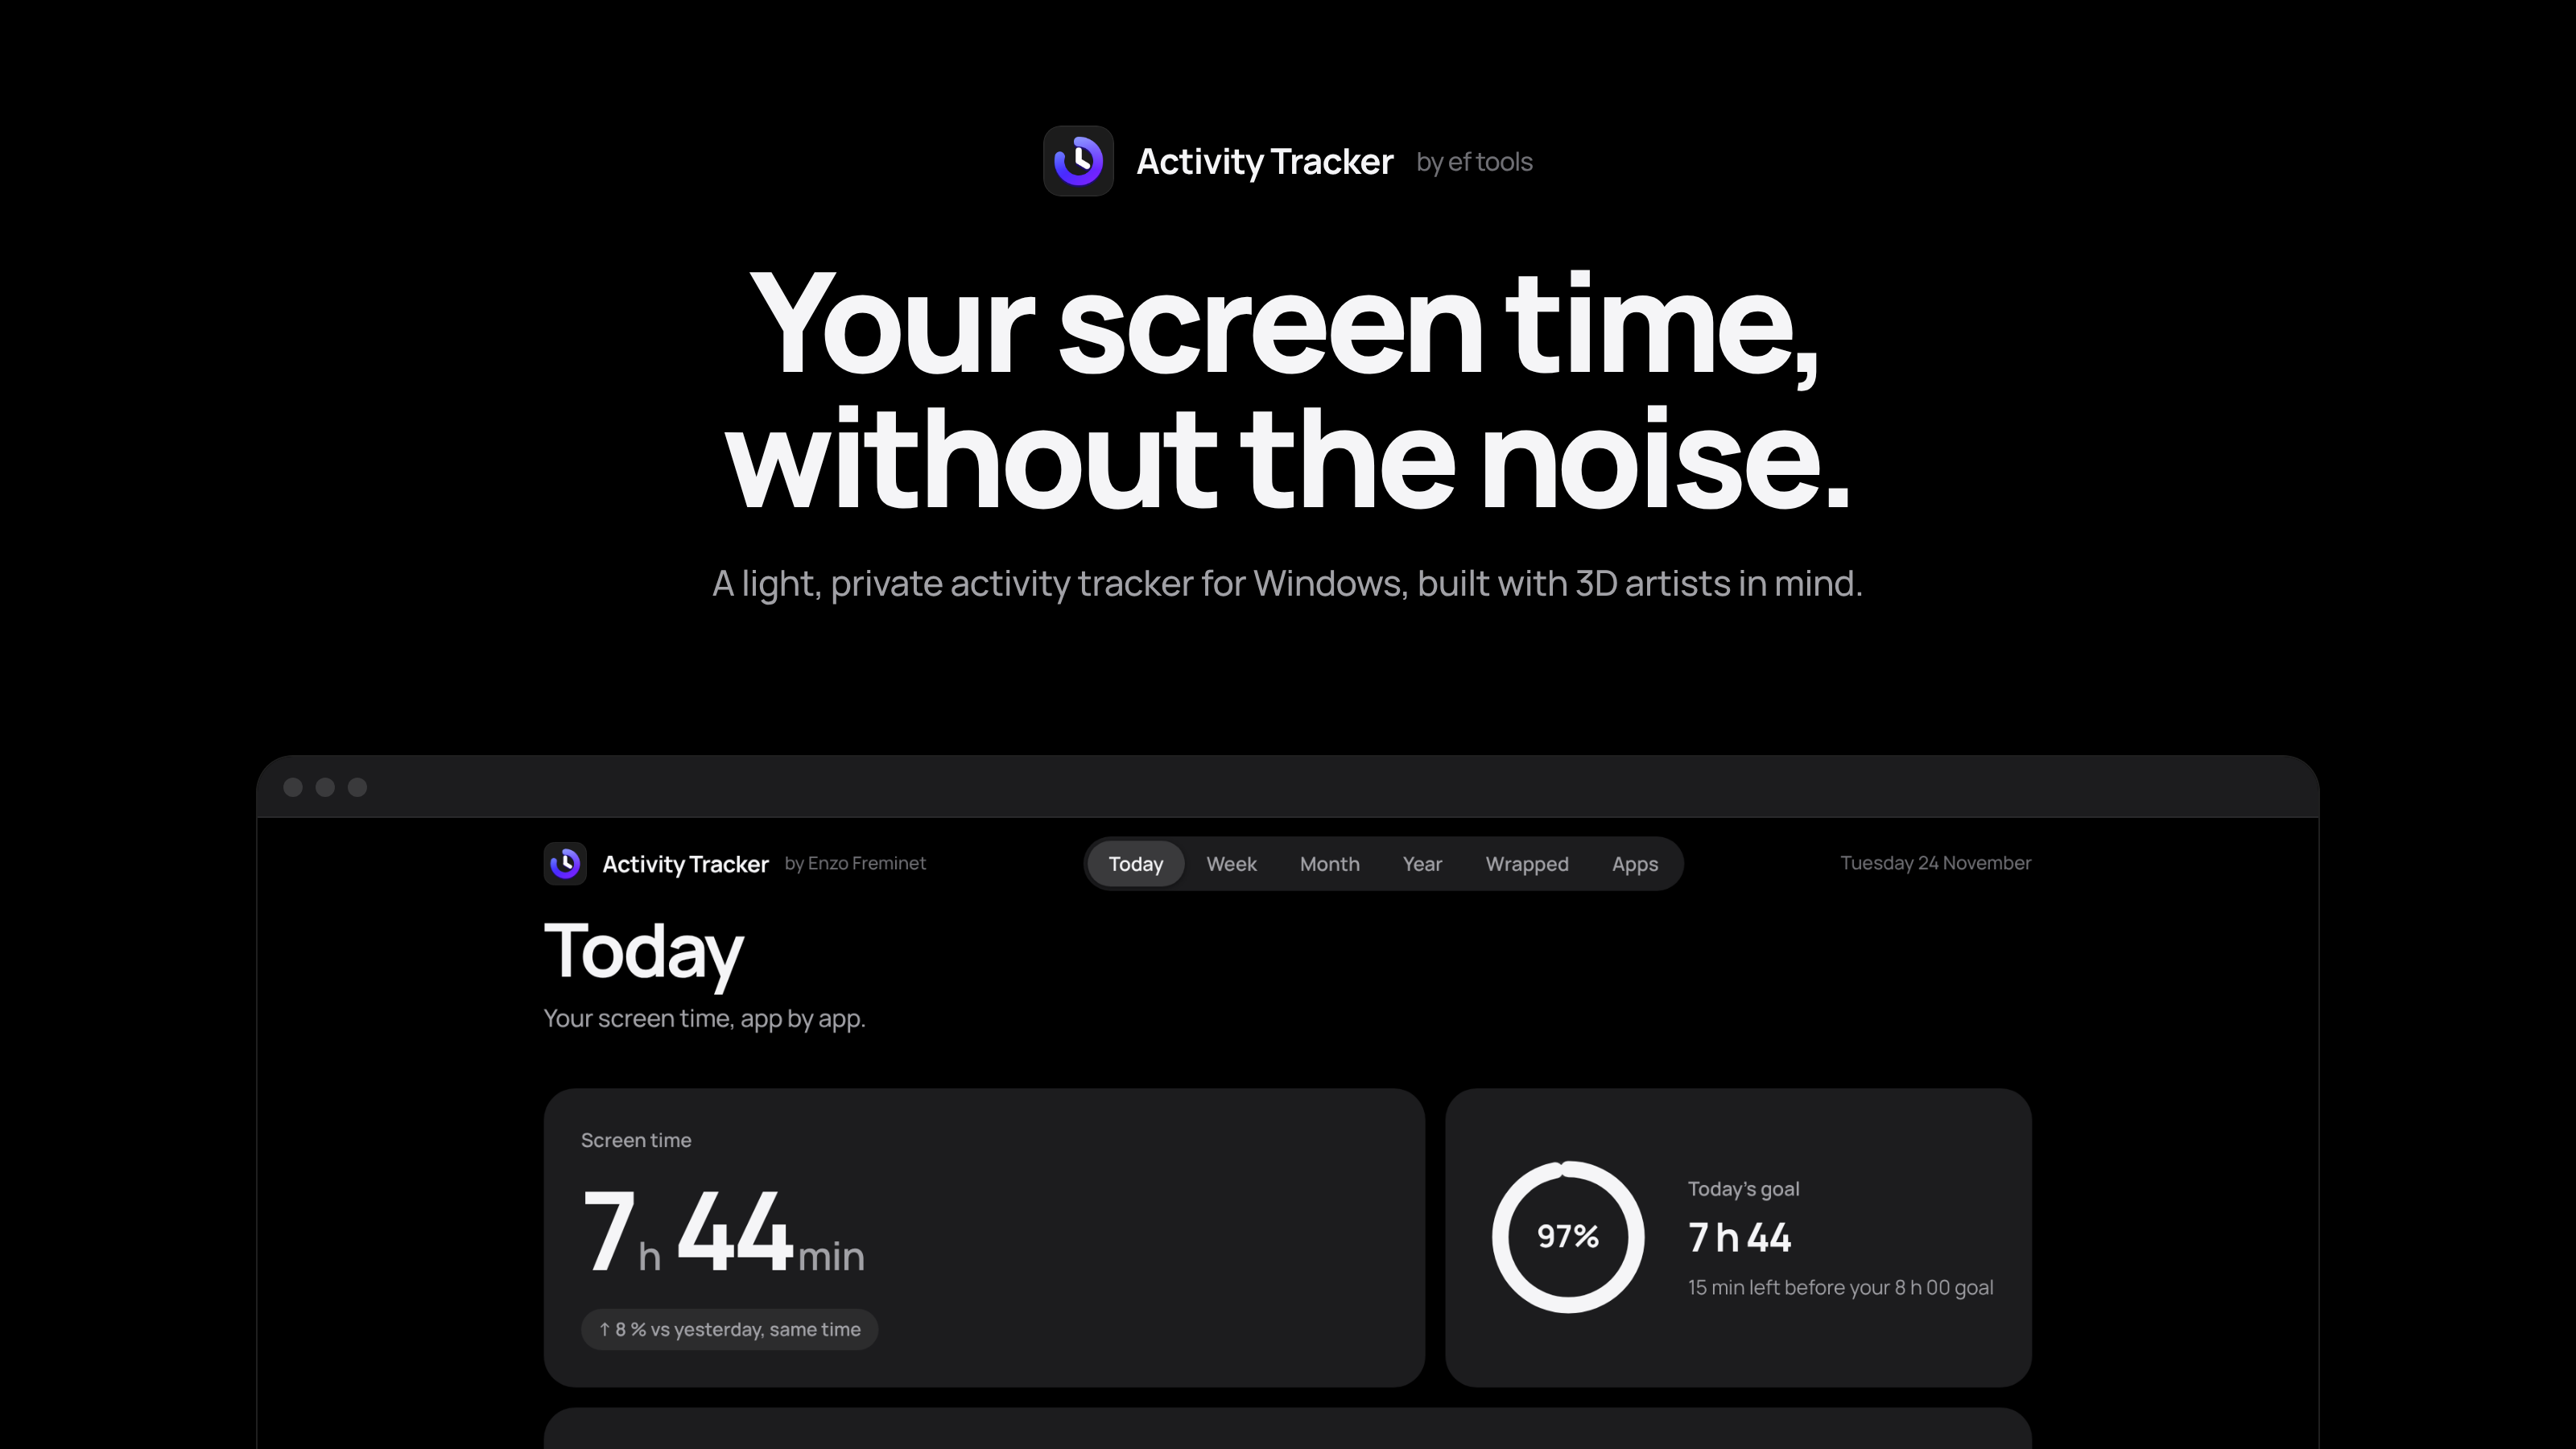 Activity Tracker by ef tools
Your screen time,
without the noise.
A light, private activity tracker for Windows, built with 3D artists in mind.
Activity Tracker by Enzo Freminet
Today Week Month Year Wrapped Apps
Tuesday 24 November
Today
Your screen time, app by app.
Screen time
7 h 44 min
↑ 8 % vs yesterday, same time
97%
Today's goal
7 h 44
15 min left before your 8 h 00 goal